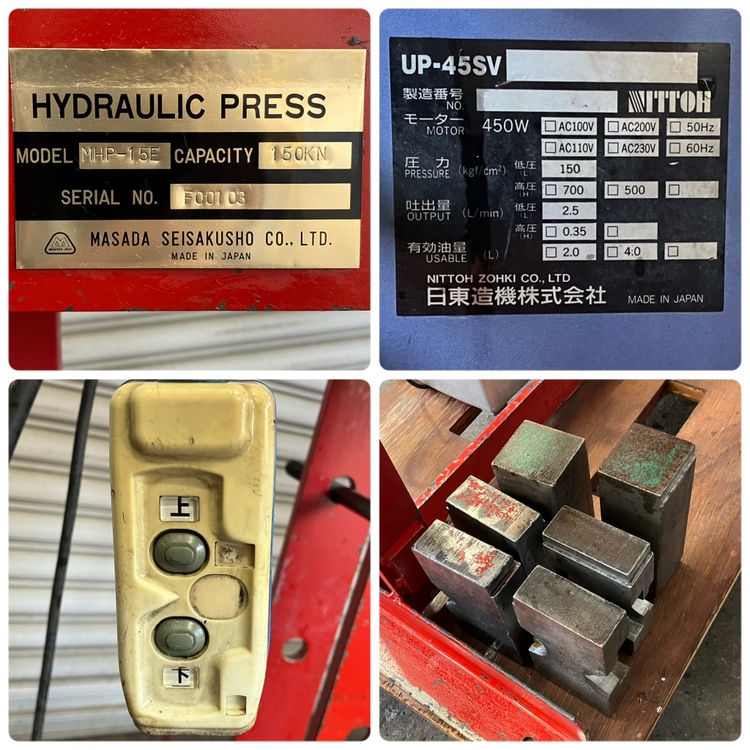 HYDRAULIC PRESS
MODEL MHP-15E CAPACITY 150KN
SERIAL NO. F00103
MASADA SEISAKUSHO CO., LTD.
MADE IN JAPAN
UP-45SV
製造番号
NO.
NITTOH
モーター
MOTOR 450W □AC100V □AC200V □50Hz
□AC110V □AC230V □60Hz
圧力
PRESSURE (kgf/cm²) 低圧 (L) 150
高圧 (H) □700 □500 □
吐出量
OUTPUT (L/min) 低圧 (L) 2.5
高圧 (H) □0.35 □
有効油量
USABLE (L) □2.0 □4.0 □
NITTOH ZOHKI CO., LTD
日東造機株式会社 MADE IN JAPAN
上
下